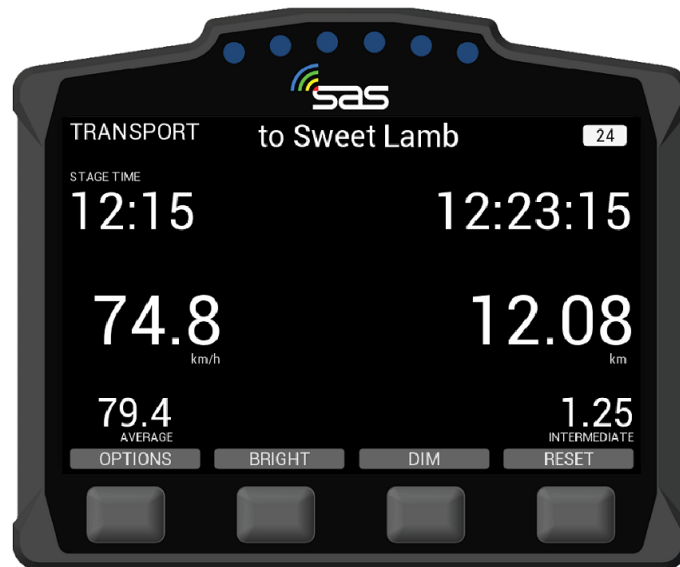 sas
TRANSPORT to Sweet Lamb 24
STAGE TIME
12:15 12:23:15
74.8 12.08
km/h km
79.4 1.25
AVERAGE INTERMEDIATE
OPTIONS BRIGHT DIM RESET